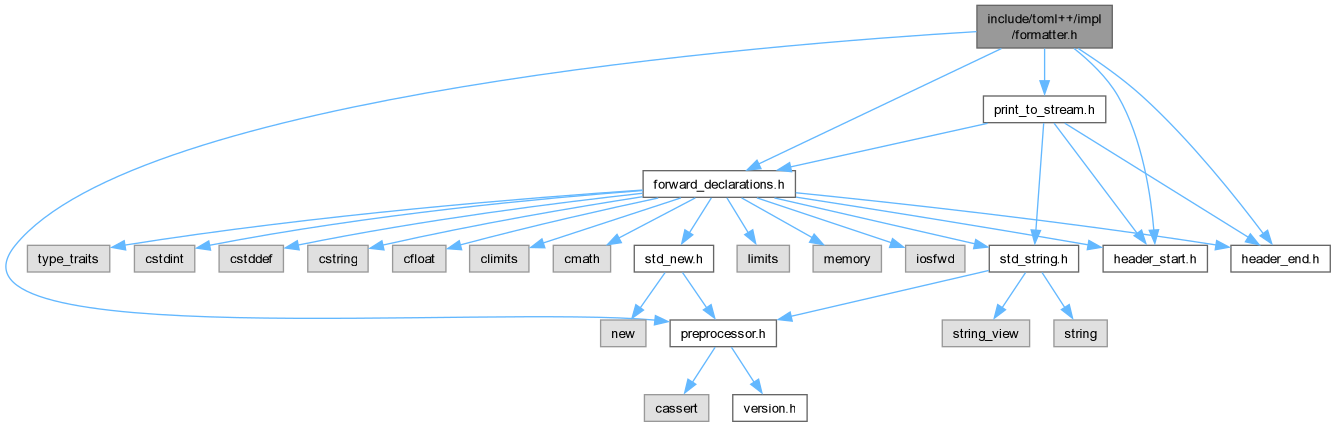 include/toml++/impl
/formatter.h
print_to_stream.h
forward_declarations.h
type_traits
cstdint
cstddef
cstring
cfloat
climits
cmath
std_new.h
limits
memory
iosfwd
std_string.h
header_start.h
header_end.h
new
preprocessor.h
string_view
string
cassert
version.h